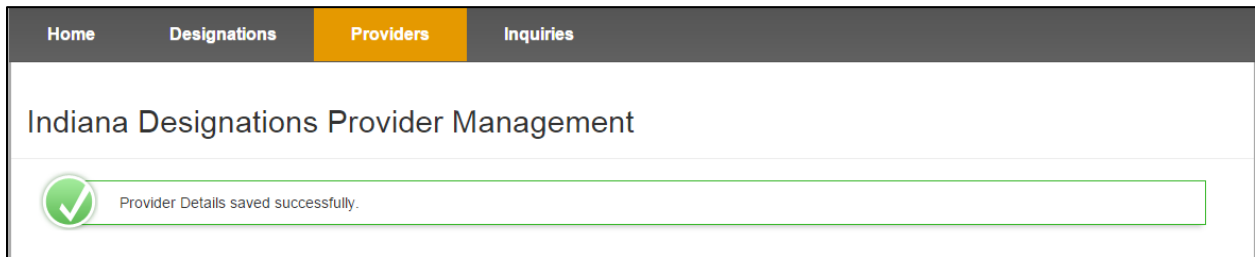 Home Designations Providers Inquiries
Indiana Designations Provider Management
Provider Details saved successfully.